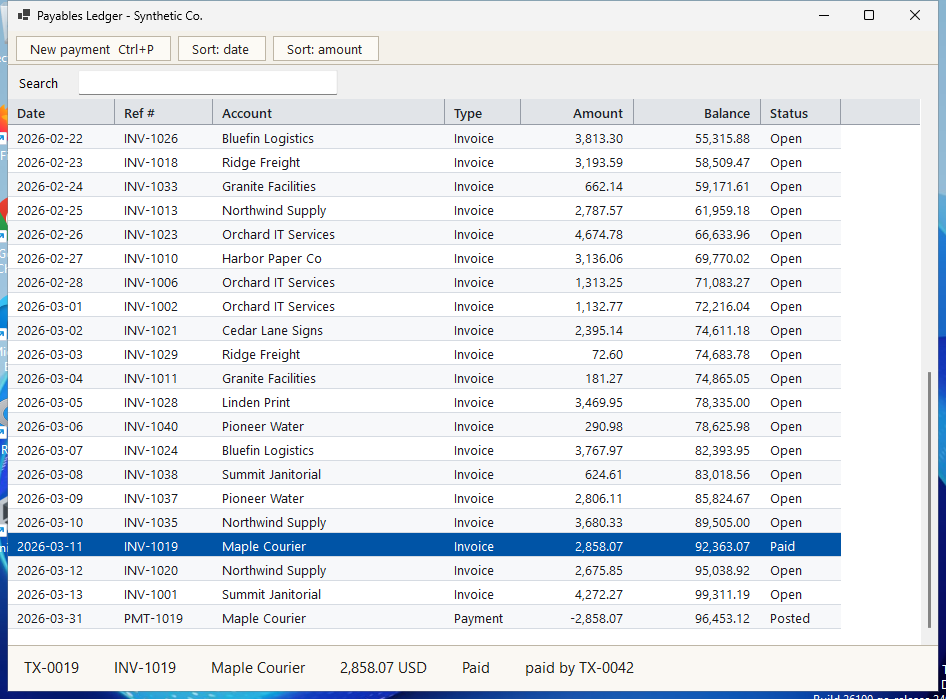 Payables Ledger - Synthetic Co.
New payment Ctrl+P Sort: date Sort: amount
Search
Date Ref # Account Type Amount Balance Status
2026-02-22 INV-1026 Bluefin Logistics Invoice 3,813.30 55,315.88 Open
2026-02-23 INV-1018 Ridge Freight Invoice 3,193.59 58,509.47 Open
2026-02-24 INV-1033 Granite Facilities Invoice 662.14 59,171.61 Open
2026-02-25 INV-1013 Northwind Supply Invoice 2,787.57 61,959.18 Open
2026-02-26 INV-1023 Orchard IT Services Invoice 4,674.78 66,633.96 Open
2026-02-27 INV-1010 Harbor Paper Co Invoice 3,136.06 69,770.02 Open
2026-02-28 INV-1006 Orchard IT Services Invoice 1,313.25 71,083.27 Open
2026-03-01 INV-1002 Orchard IT Services Invoice 1,132.77 72,216.04 Open
2026-03-02 INV-1021 Cedar Lane Signs Invoice 2,395.14 74,611.18 Open
2026-03-03 INV-1029 Ridge Freight Invoice 72.60 74,683.78 Open
2026-03-04 INV-1011 Granite Facilities Invoice 181.27 74,865.05 Open
2026-03-05 INV-1028 Linden Print Invoice 3,469.95 78,335.00 Open
2026-03-06 INV-1040 Pioneer Water Invoice 290.98 78,625.98 Open
2026-03-07 INV-1024 Bluefin Logistics Invoice 3,767.97 82,393.95 Open
2026-03-08 INV-1038 Summit Janitorial Invoice 624.61 83,018.56 Open
2026-03-09 INV-1037 Pioneer Water Invoice 2,806.11 85,824.67 Open
2026-03-10 INV-1035 Northwind Supply Invoice 3,680.33 89,505.00 Open
2026-03-11 INV-1019 Maple Courier Invoice 2,858.07 92,363.07 Paid
2026-03-12 INV-1020 Northwind Supply Invoice 2,675.85 95,038.92 Open
2026-03-13 INV-1001 Summit Janitorial Invoice 4,272.27 99,311.19 Open
2026-03-31 PMT-1019 Maple Courier Payment -2,858.07 96,453.12 Posted
TX-0019 INV-1019 Maple Courier 2,858.07 USD Paid paid by TX-0042